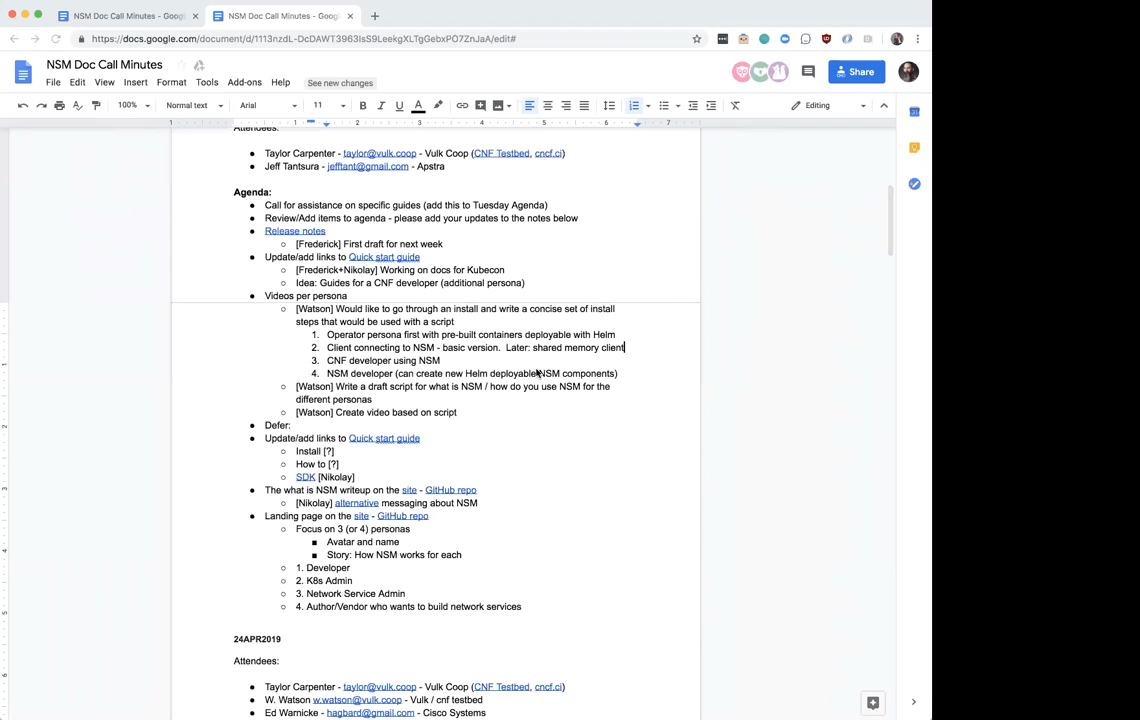 NSM Doc Call Minutes - Goog
NSM Doc Call Minutes - Goog
https://docs.google.com/document/d/1113nzdL-DcDAWT3963IsS9LeekgXLTgGebxPO7ZnJaA/edit#
NSM Doc Call Minutes
File Edit View Insert Format Tools Add-ons Help See new changes
Share
100% Normal text Arial 11 B I U A Editing
1 1 2 3 4 5 6 7
Attendees:
● Taylor Carpenter - taylor@vulk.coop - Vulk Coop (CNF Testbed, cncf.ci)
● Jeff Tantsura - jefftant@gmail.com - Apstra
Agenda:
● Call for assistance on specific guides (add this to Tuesday Agenda)
● Review/Add items to agenda - please add your updates to the notes below
● Release notes
○ [Frederick] First draft for next week
● Update/add links to Quick start guide
○ [Frederick+Nikolay] Working on docs for Kubecon
○ Idea: Guides for a CNF developer (additional persona)
● Videos per persona
○ [Watson] Would like to go through an install and write a concise set of install
steps that would be used with a script
1. Operator persona first with pre-built containers deployable with Helm
2. Client connecting to NSM - basic version. Later: shared memory client
3. CNF developer using NSM
4. NSM developer (can create new Helm deployable NSM components)
○ [Watson] Write a draft script for what is NSM / how do you use NSM for the
different personas
○ [Watson] Create video based on script
● Defer:
● Update/add links to Quick start guide
○ Install [?]
○ How to [?]
○ SDK [Nikolay]
● The what is NSM writeup on the site - GitHub repo
○ [Nikolay] alternative messaging about NSM
● Landing page on the site - GitHub repo
○ Focus on 3 (or 4) personas
■ Avatar and name
■ Story: How NSM works for each
○ 1. Developer
○ 2. K8s Admin
○ 3. Network Service Admin
○ 4. Author/Vendor who wants to build network services
24APR2019
Attendees:
● Taylor Carpenter - taylor@vulk.coop - Vulk Coop (CNF Testbed, cncf.ci)
● W. Watson w.watson@vulk.coop - Vulk / cnf testbed
● Ed Warnicke - hagbard@gmail.com - Cisco Systems